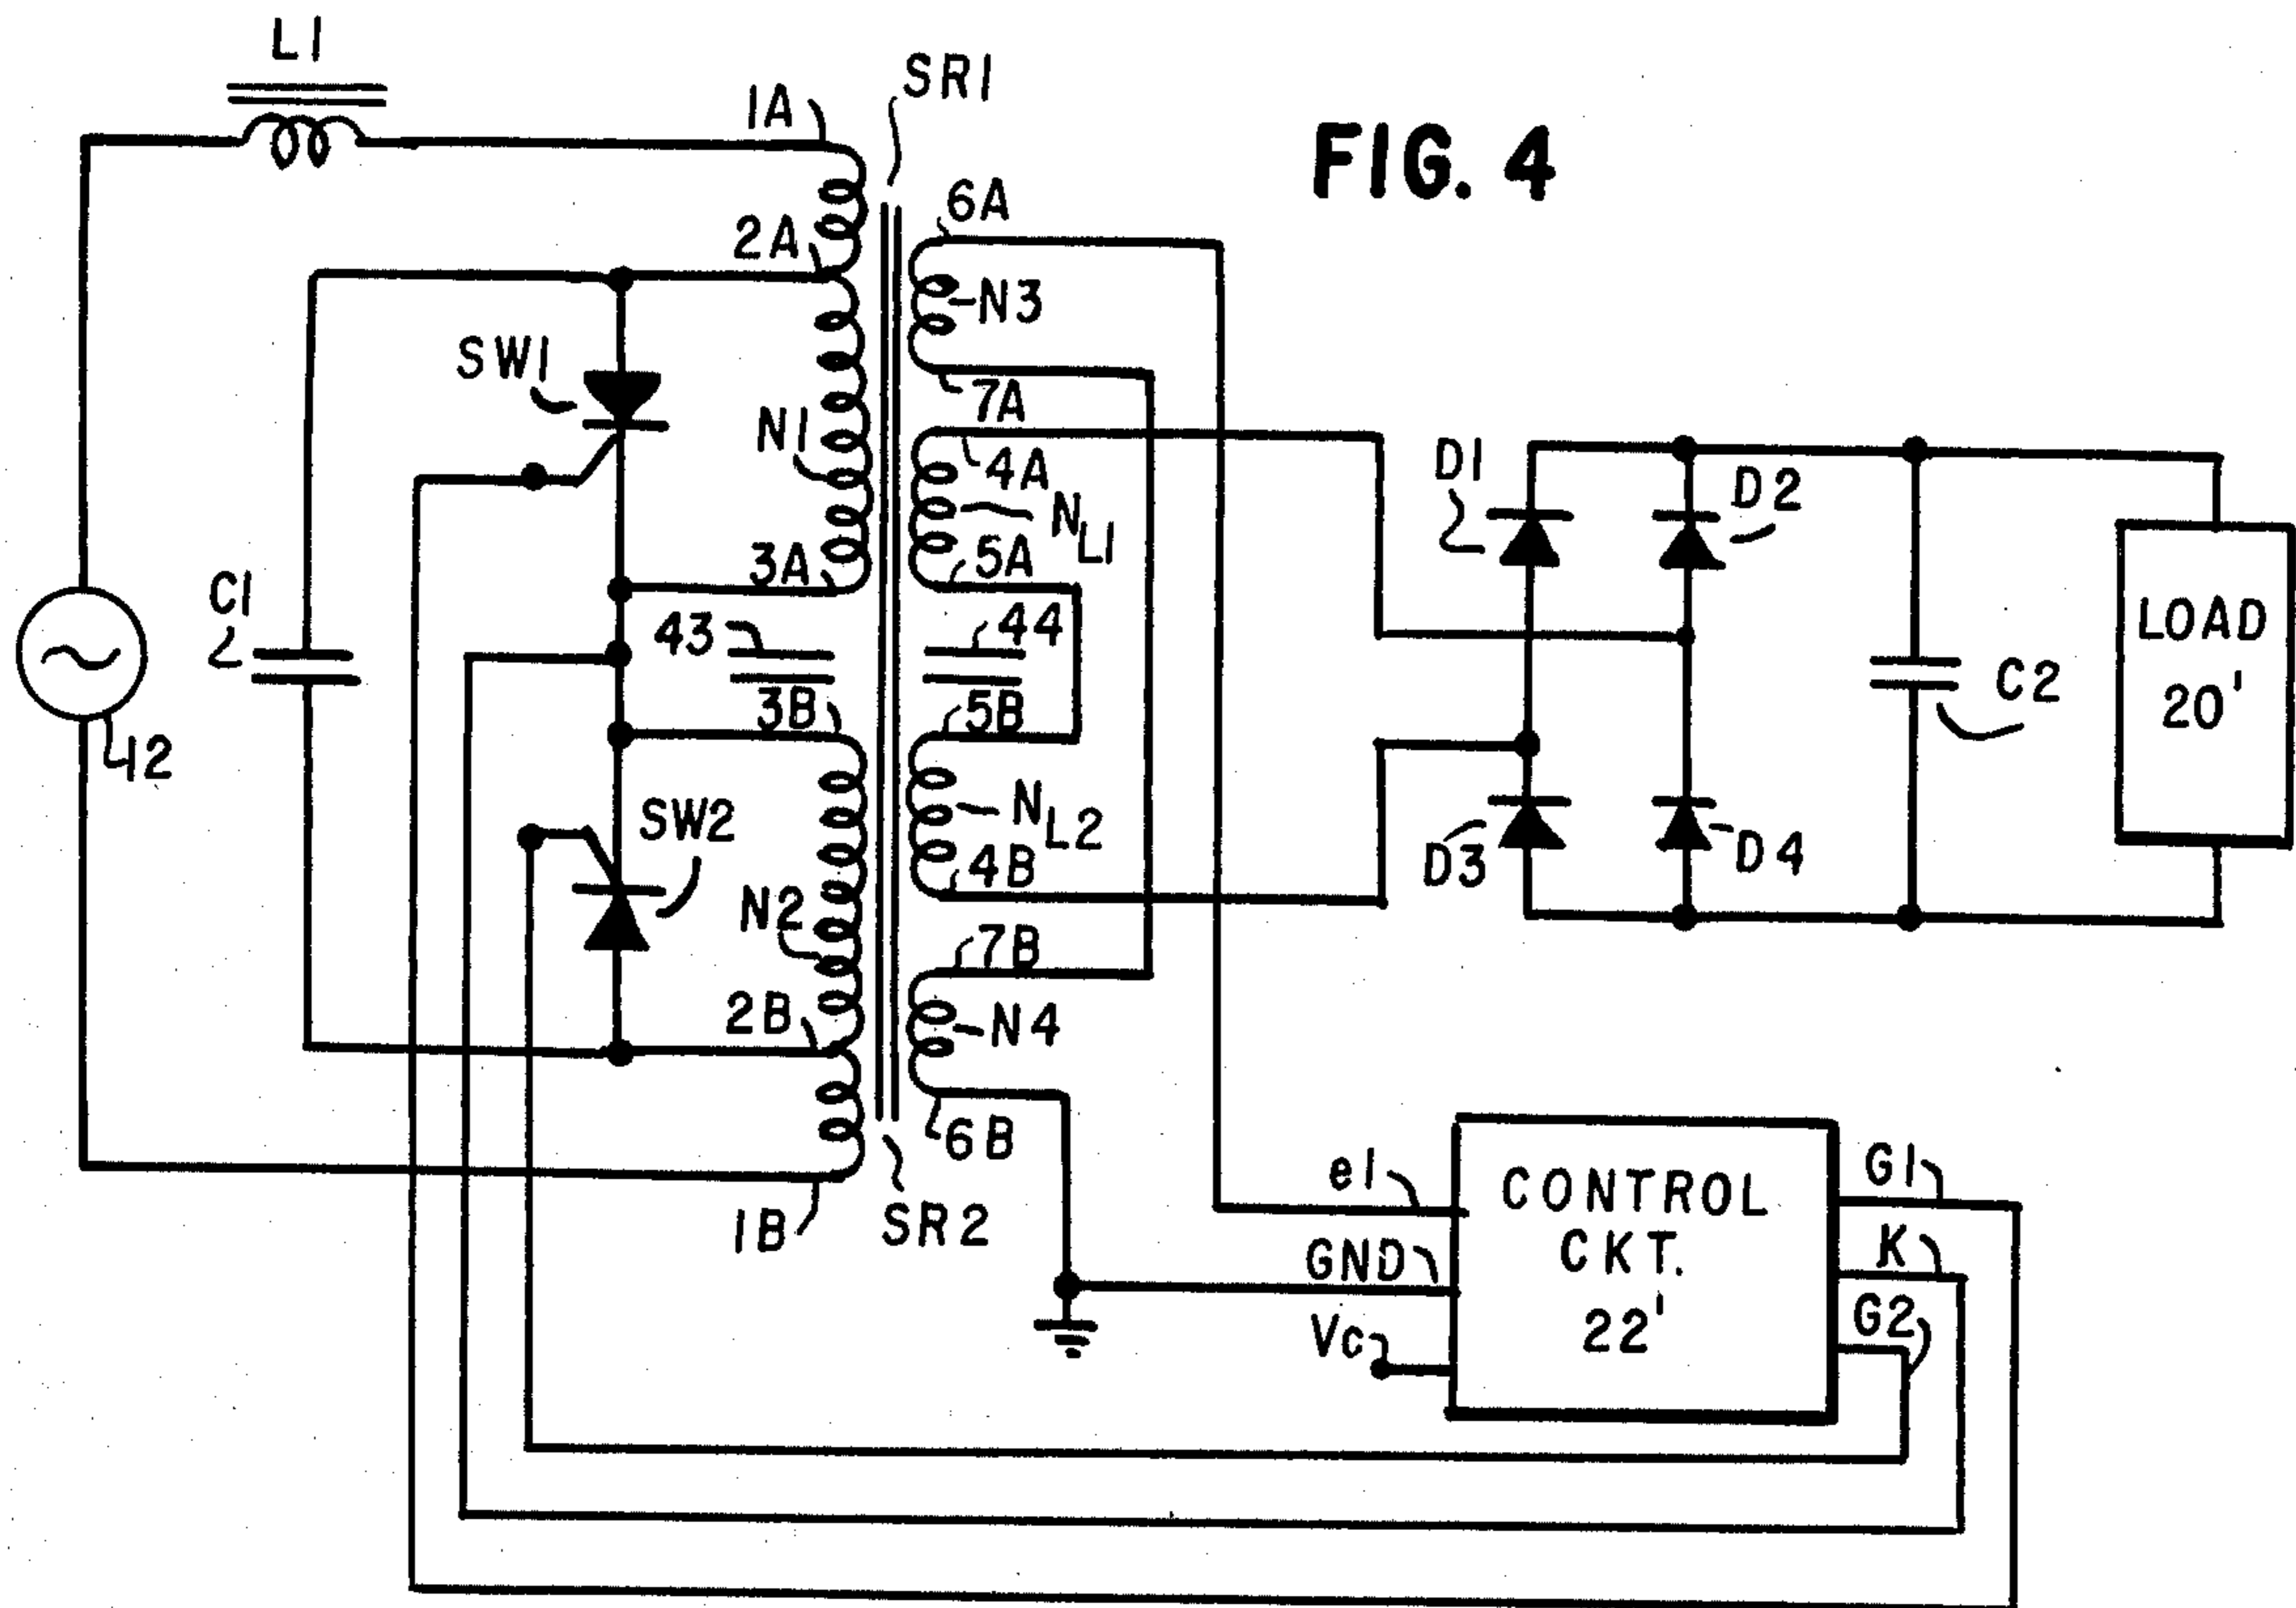 L1
SR1
1A
FIG. 4
6A
2A
N3
SW1
7A
N1
4A
D1
D2
NL1
3A
5A
C1
43
44
LOAD
20'
3B
5B
C2
42
SW2
NL2
D3
D4
4B
N2
7B
2B
N4
6B
e1
CONTROL
CKT.
22'
G1
1B
SR2
GND
K
Vc
G2